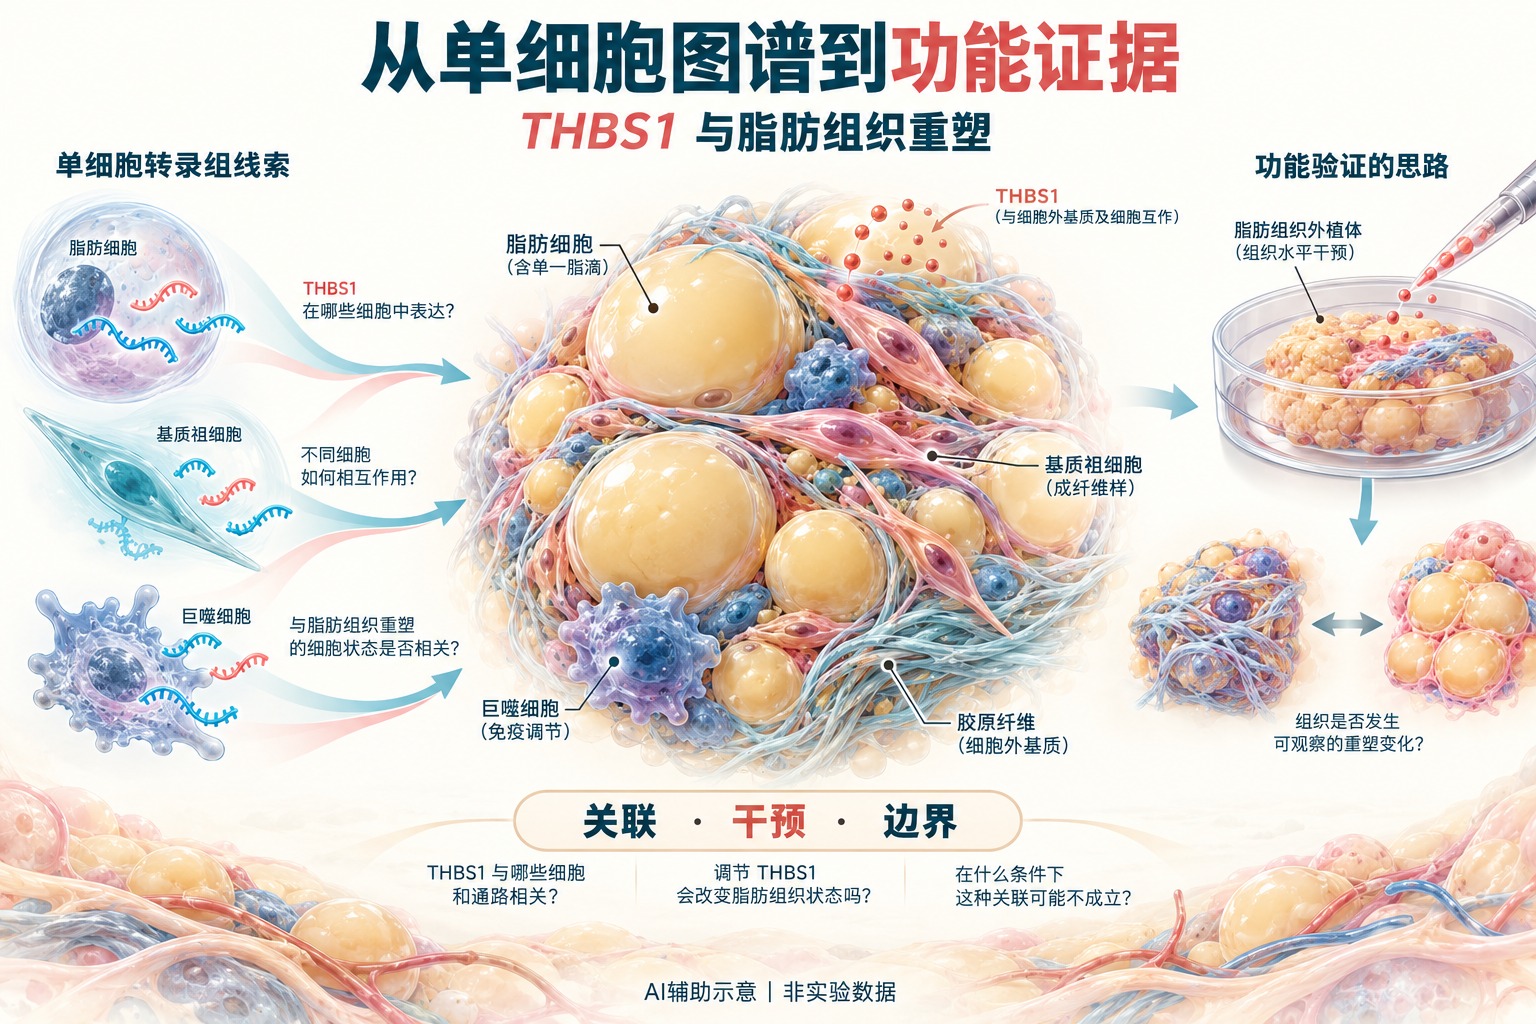 从单细胞图谱到功能证据
THBS1 与脂肪组织重塑
单细胞转录组线索
脂肪细胞
THBS1
在哪些细胞中表达？
基质祖细胞
不同细胞
如何相互作用？
巨噬细胞
与脂肪组织重塑
的细胞状态是否相关？
脂肪细胞
（含单一脂滴）
THBS1
（与细胞外基质及细胞互作）
基质祖细胞
（成纤维样）
巨噬细胞
（免疫调节）
胶原纤维
（细胞外基质）
功能验证的思路
脂肪组织外植体
（组织水平干预）
组织是否发生
可观察的重塑变化？
关联 · 干预 · 边界
THBS1 与哪些细胞
和通路相关？
调节 THBS1
会改变脂肪组织状态吗？
在什么条件下
这种关联可能不成立？
AI辅助示意 | 非实验数据